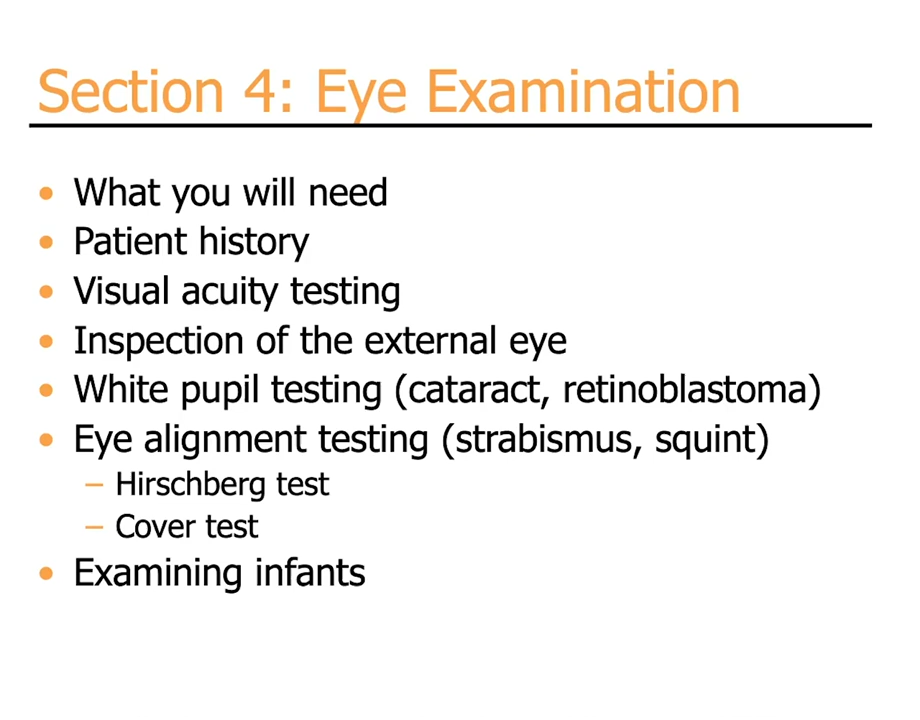 Section 4: Eye Examination
• What you will need
• Patient history
• Visual acuity testing
• Inspection of the external eye
• White pupil testing (cataract, retinoblastoma)
• Eye alignment testing (strabismus, squint)
– Hirschberg test
– Cover test
• Examining infants